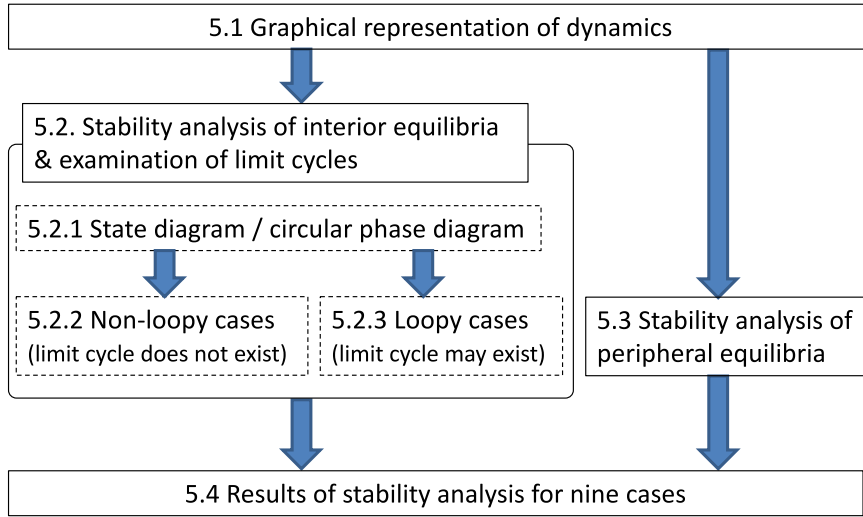 5.1 Graphical representation of dynamics
5.2. Stability analysis of interior equilibria
& examination of limit cycles
5.2.1 State diagram / circular phase diagram
5.2.2 Non-loopy cases
(limit cycle does not exist)
5.2.3 Loopy cases
(limit cycle may exist)
5.3 Stability analysis of
peripheral equilibria
5.4 Results of stability analysis for nine cases